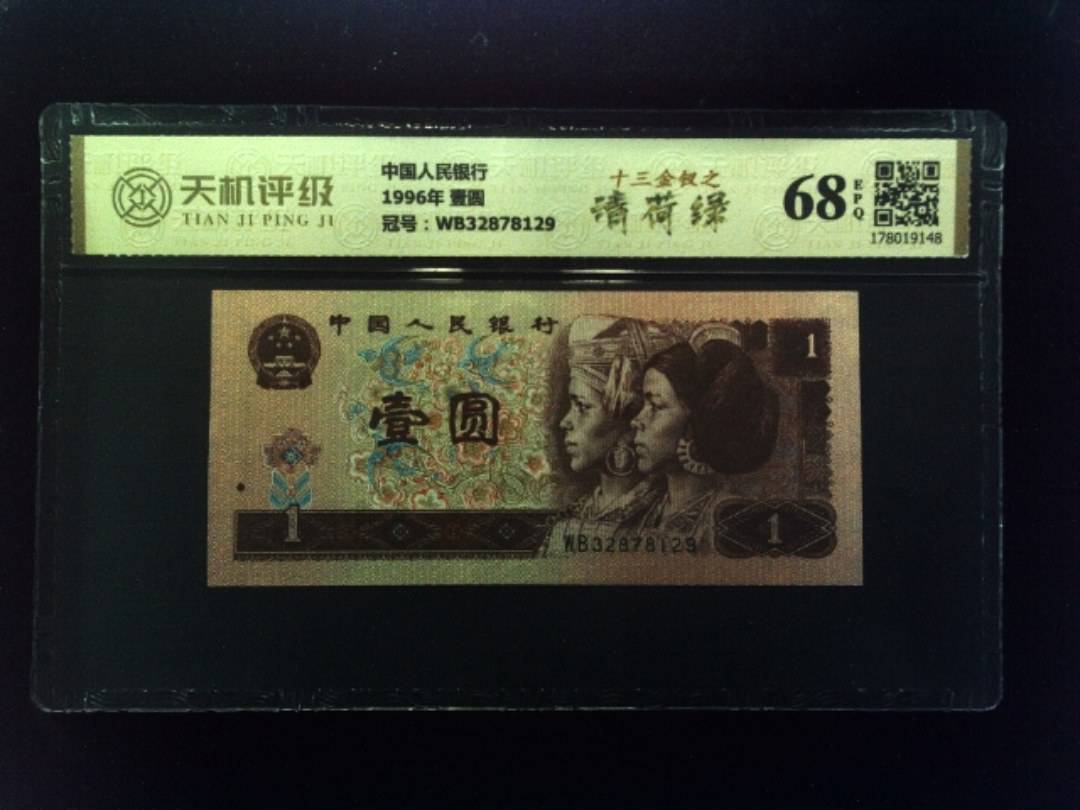 天机评级
TIAN JI PING JI
中国人民银行
1996年 壹圆
冠号：WB32878129
十三金钗之
清荷绿
68
EPQ
178019148
中国人民银行
1
壹圆
1
WB32878129
1